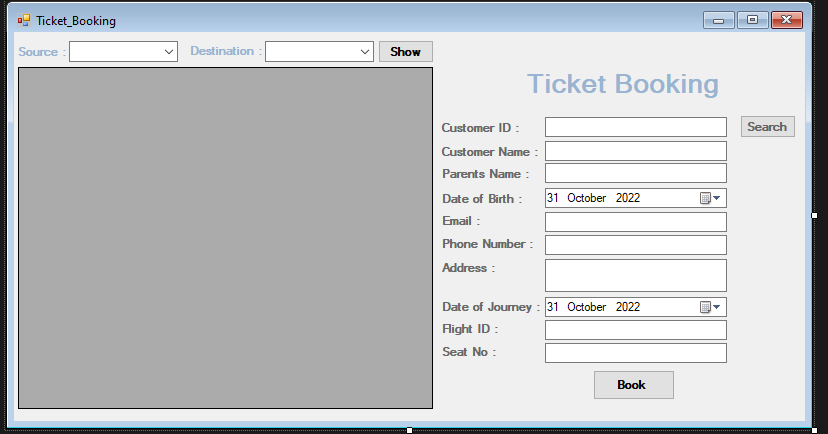 Ticket_Booking
Source :
Destination :
Show
Ticket Booking
Customer ID :
Search
Customer Name :
Parents Name :
Date of Birth :
31 October 2022
Email :
Phone Number :
Address :
Date of Journey :
31 October 2022
Flight ID :
Seat No :
Book